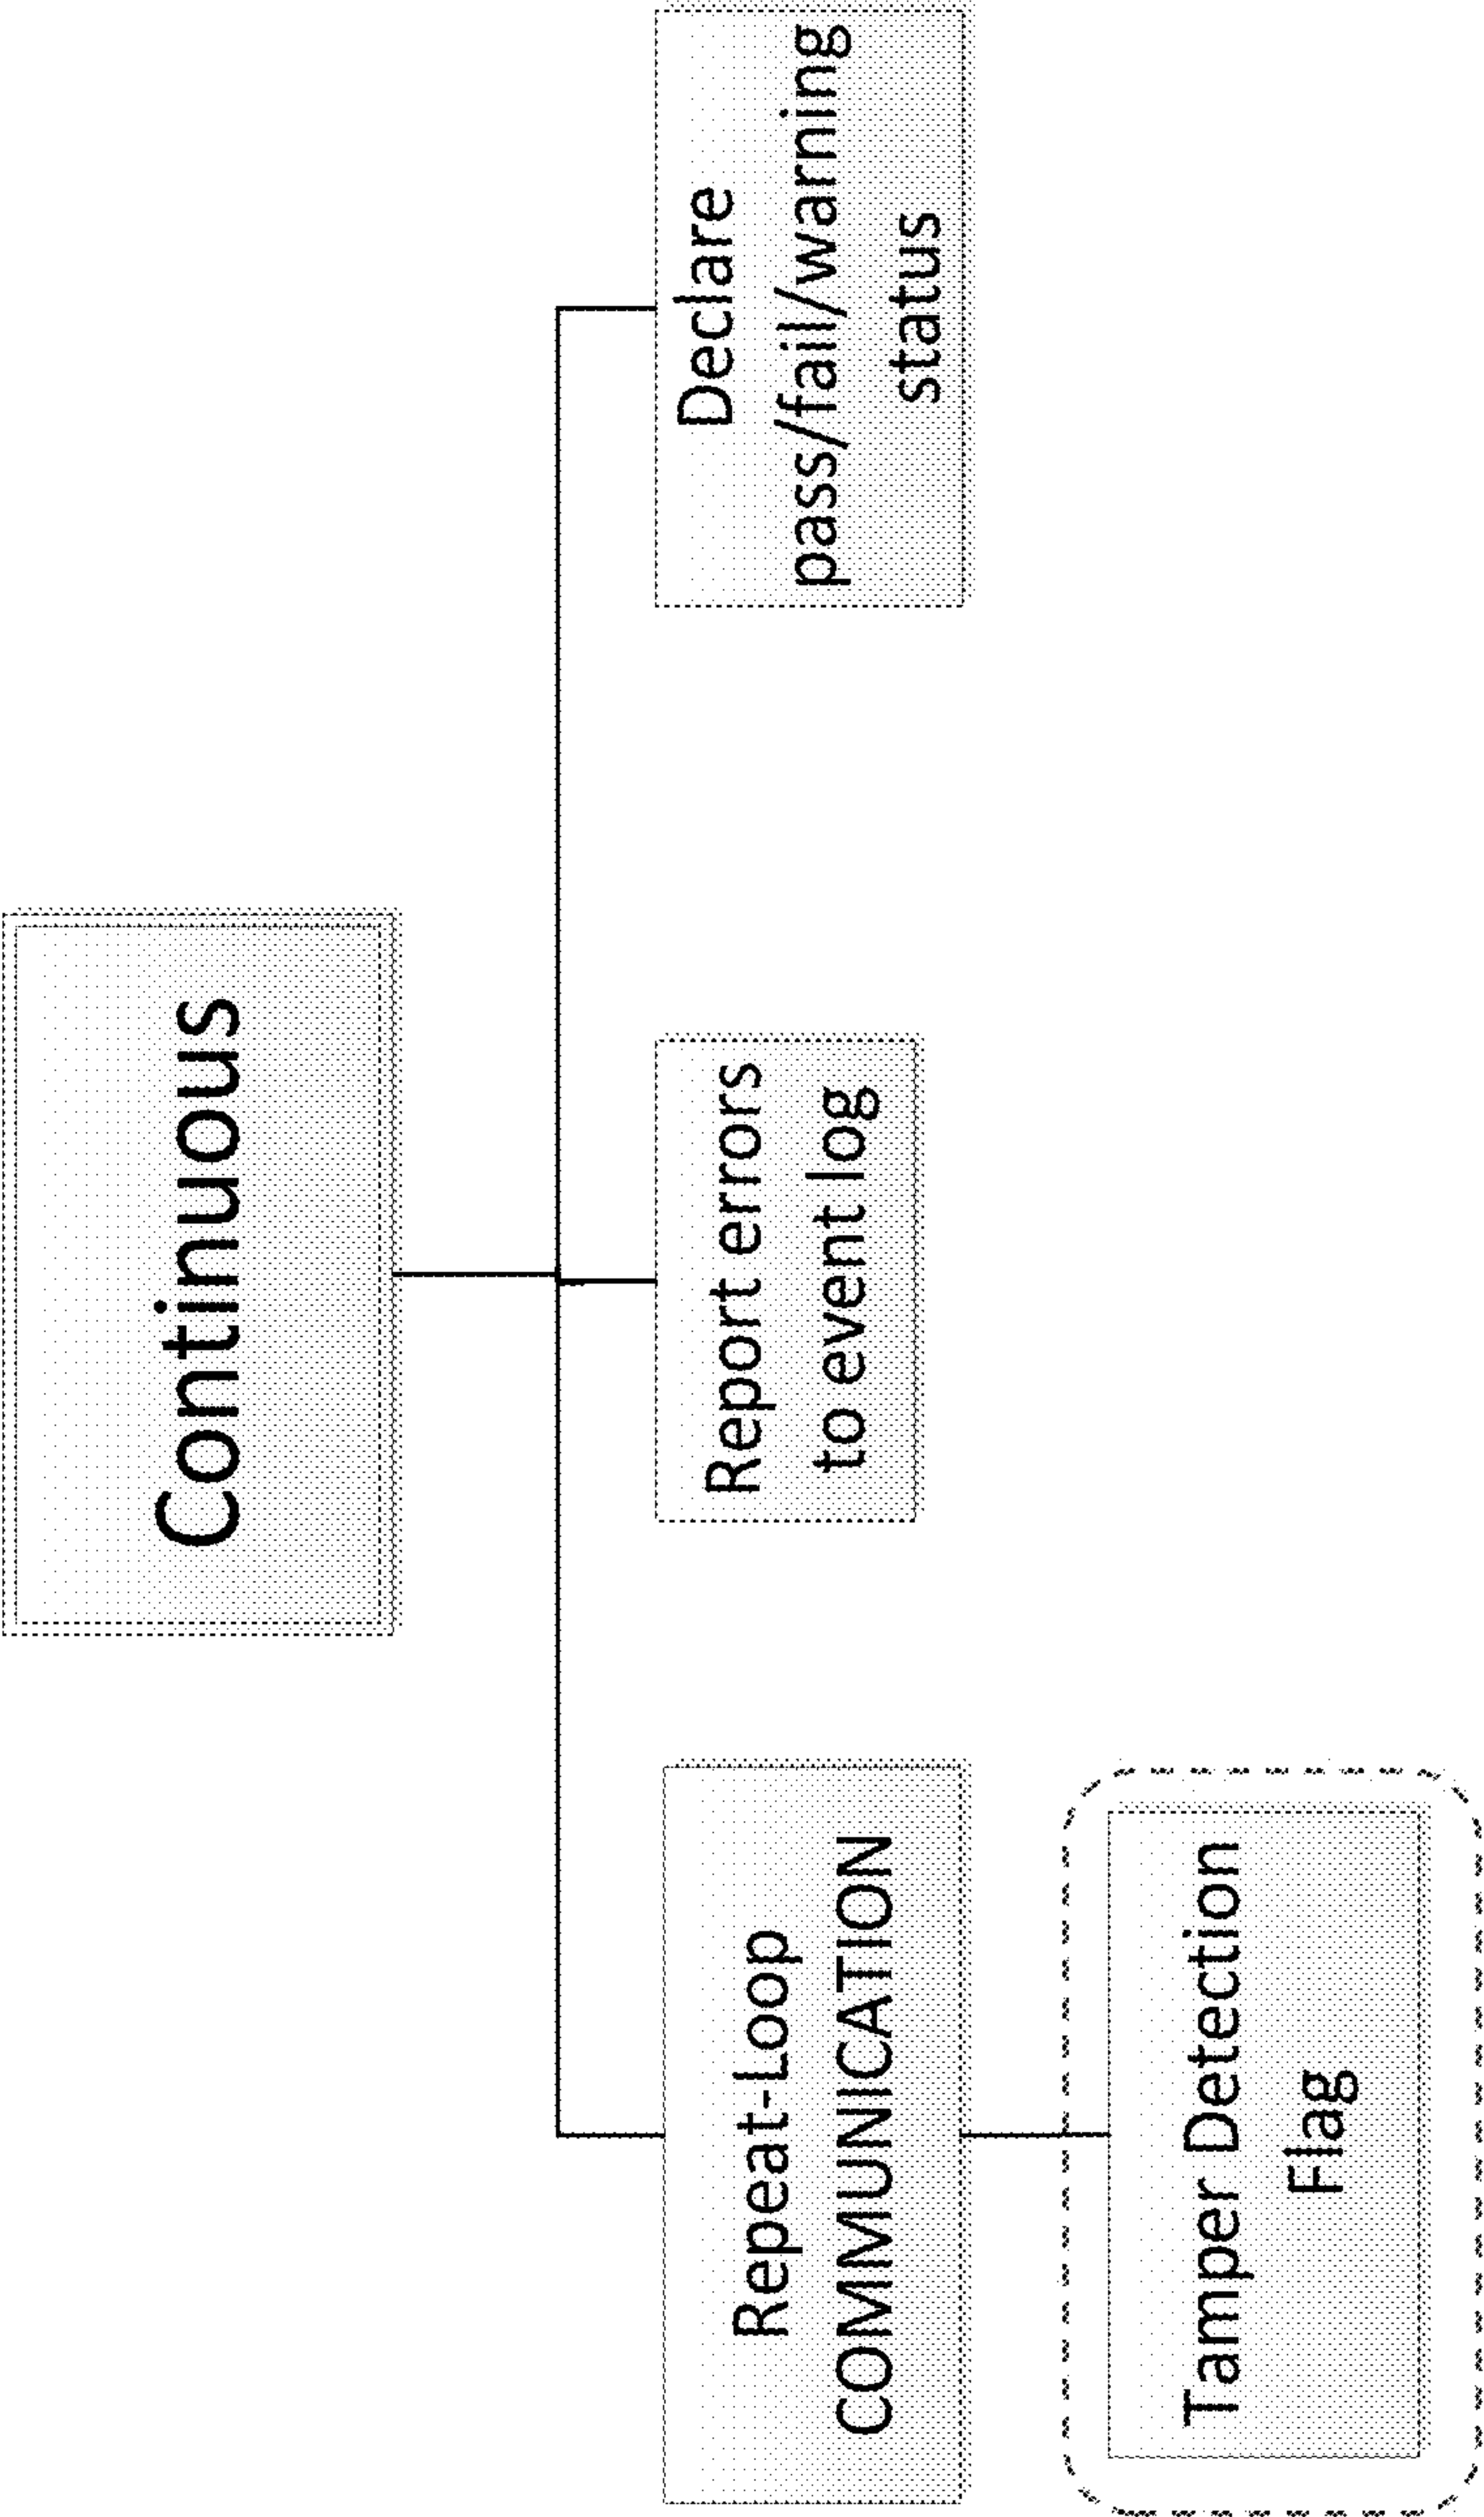 Continuous
Repeat-Loop
COMMUNICATION
Report errors
to event log
Declare
pass/fail/warning
status
Tamper Detection
Flag